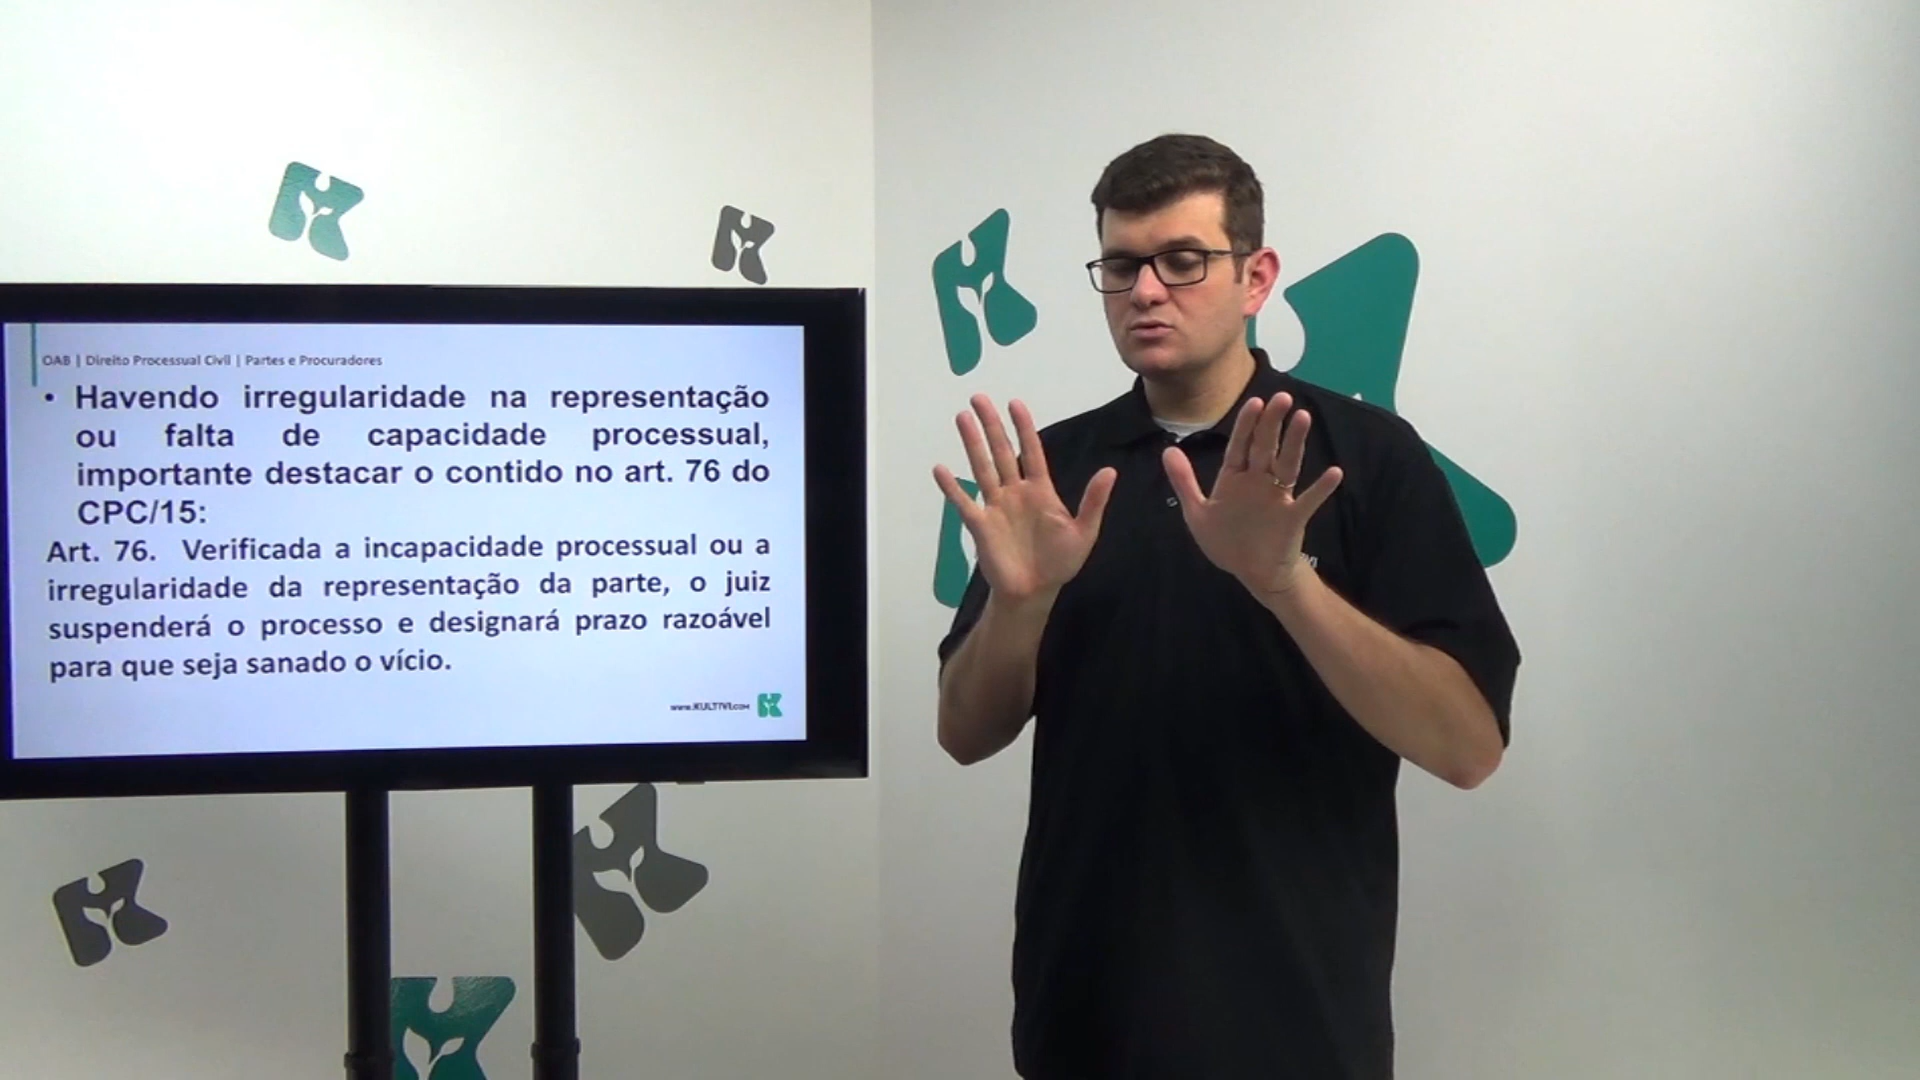 OAB | Direito Processual Civil | Partes e Procuradores
• Havendo irregularidade na representação
ou falta de capacidade processual,
importante destacar o contido no art. 76 do
CPC/15:
Art. 76. Verificada a incapacidade processual ou a
irregularidade da representação da parte, o juiz
suspenderá o processo e designará prazo razoável
para que seja sanado o vício.
www.KULTIVI.com